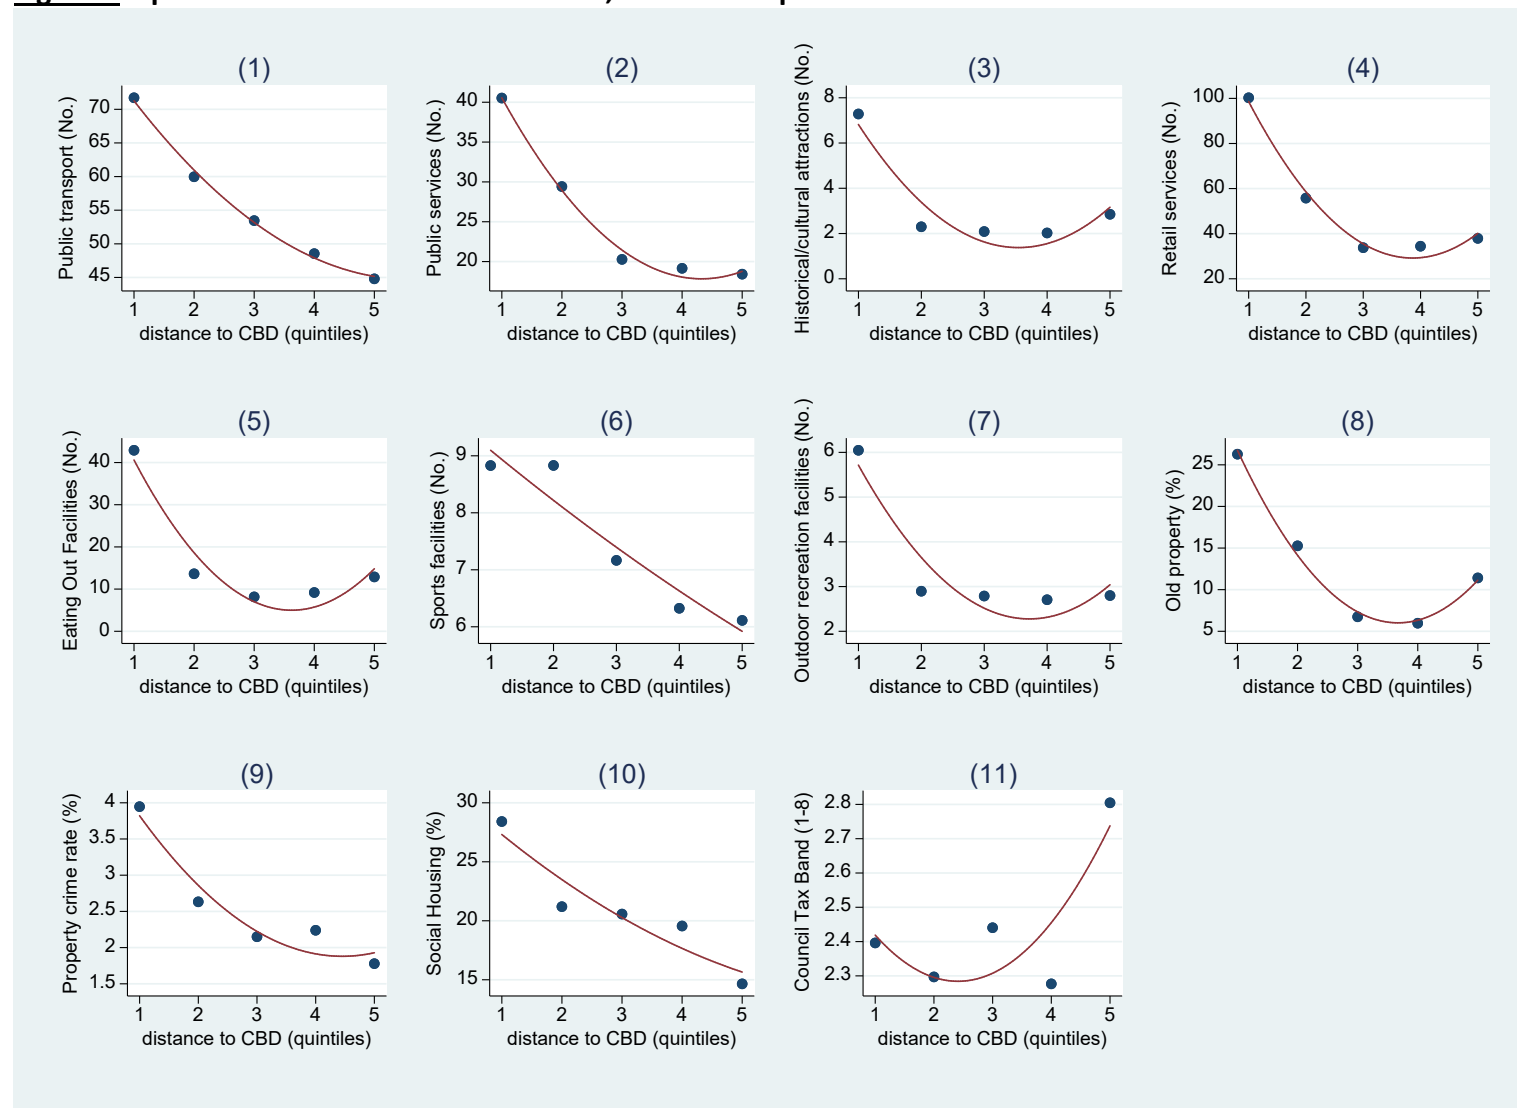 (1)
Public transport (No.)
70
65
60
55
50
45
1 2 3 4 5
distance to CBD (quintiles)
(2)
Public services (No.)
40
35
30
25
20
1 2 3 4 5
distance to CBD (quintiles)
(3)
Historical/cultural attractions (No.)
8
6
4
2
0
1 2 3 4 5
distance to CBD (quintiles)
(4)
Retail services (No.)
100
80
60
40
20
1 2 3 4 5
distance to CBD (quintiles)
(5)
Eating Out Facilities (No.)
40
30
20
10
0
1 2 3 4 5
distance to CBD (quintiles)
(6)
Sports facilities (No.)
9
8
7
6
1 2 3 4 5
distance to CBD (quintiles)
(7)
Outdoor recreation facilities (No.)
6
5
4
3
2
1 2 3 4 5
distance to CBD (quintiles)
(8)
Old property (%)
25
20
15
10
5
1 2 3 4 5
distance to CBD (quintiles)
(9)
Property crime rate (%)
4
3.5
3
2.5
2
1.5
1 2 3 4 5
distance to CBD (quintiles)
(10)
Social Housing (%)
30
25
20
15
1 2 3 4 5
distance to CBD (quintiles)
(11)
Council Tax Band (1-8)
2.8
2.7
2.6
2.5
2.4
2.3
1 2 3 4 5
distance to CBD (quintiles)